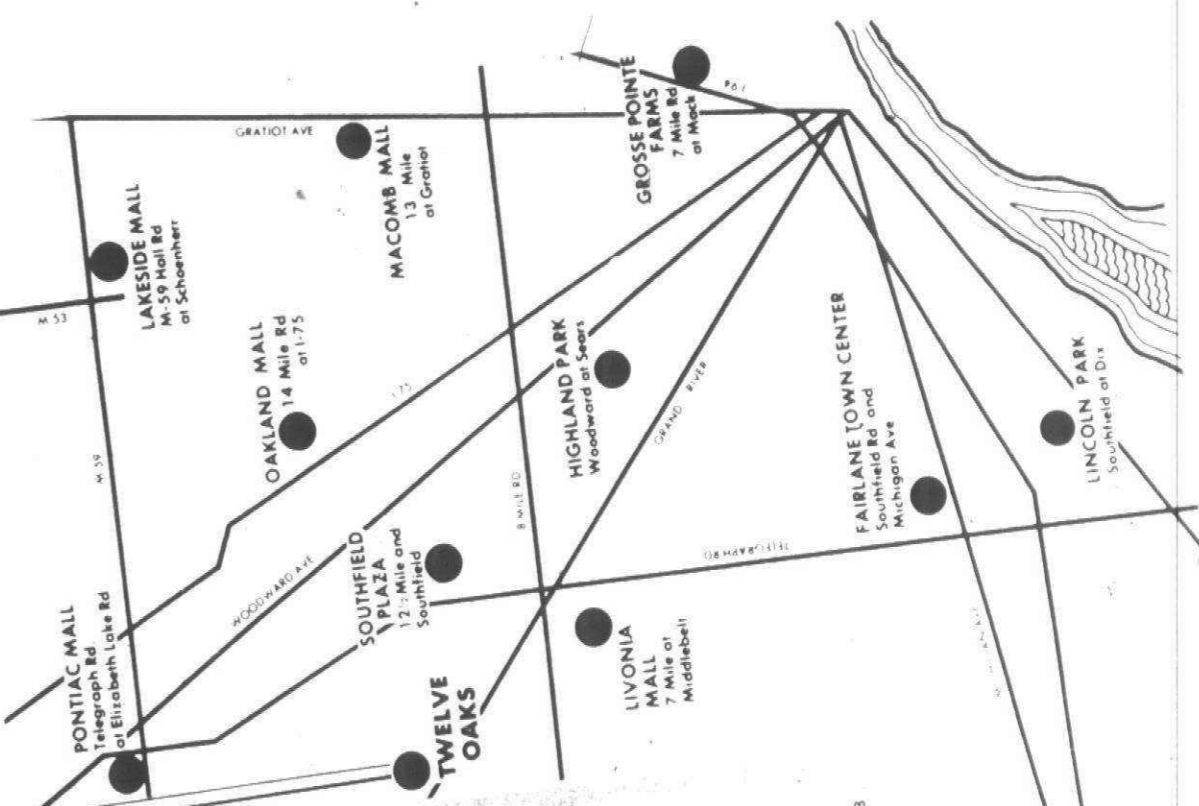 PONTIAC MALL
Telegraph Rd.
at Elizabeth Lake Rd
LAKESIDE MALL
M-59 Hall Rd
at Schoenherr
M 53
M 59
GRATIOT AVE
MACOMB MALL
13 Mile
at Gratiot
OAKLAND MALL
14 Mile Rd
at I-75
I 75
WOODWARD AVE
SOUTHFIELD
PLAZA
12½ Mile and
Southfield
TWELVE
OAKS
8 MILE RD
HIGHLAND PARK
Woodward at Sears
GRAND RIVER
GROSSE POINTE
FARMS
7 Mile Rd
at Mack
I 94
LIVONIA
MALL
7 Mile at
Middlebelt
TELEGRAPH RD
FAIRLANE TOWN CENTER
Southfield Rd and
Michigan Ave
LINCOLN PARK
Southfield at Dix